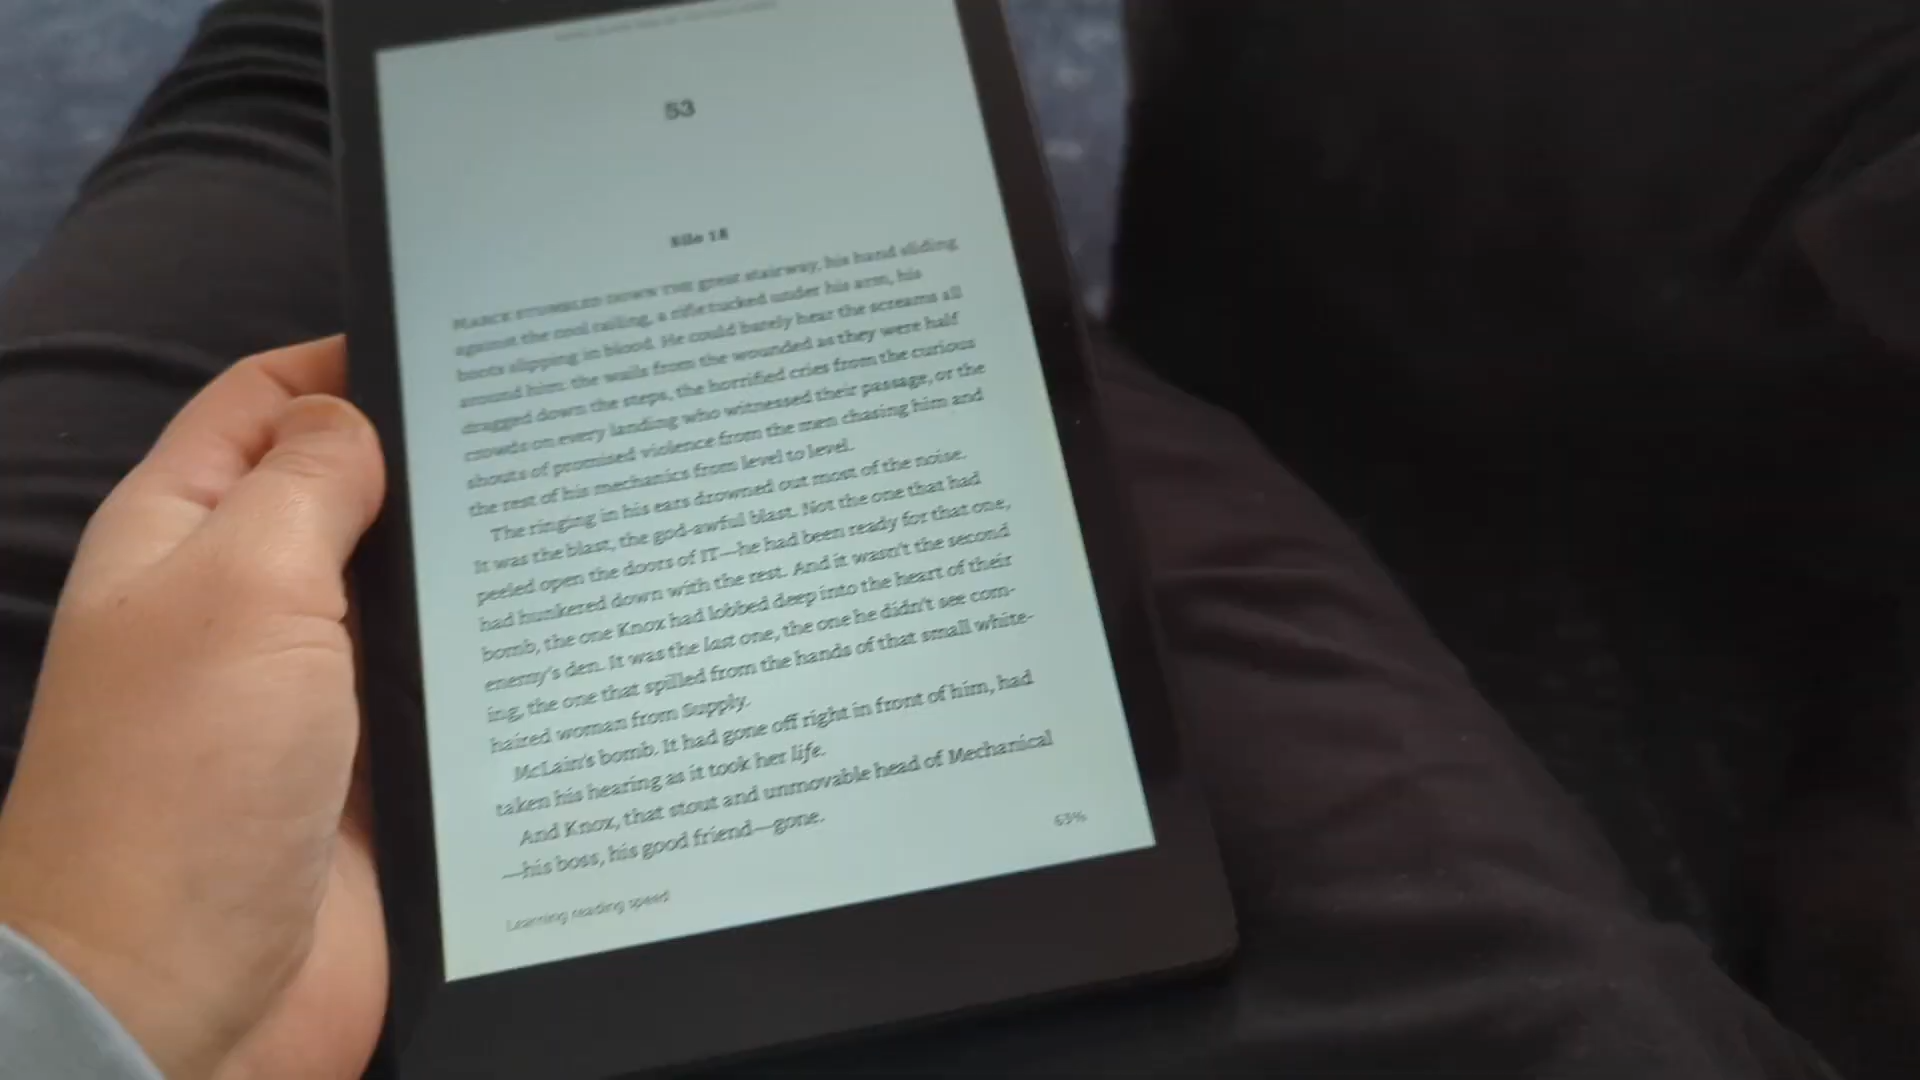 53
Silo 18
MARCK STUMBLED DOWN THE great stairway, his hand sliding
against the cool railing, a rifle tucked under his arm, his
boots slipping in blood. He could barely hear the screams all
around him: the wails from the wounded as they were half
dragged down the steps, the horrified cries from the curious
crowds on every landing who witnessed their passage, or the
shouts of promised violence from the men chasing him and
the rest of his mechanics from level to level.
The ringing in his ears drowned out most of the noise.
It was the blast, the god-awful blast. Not the one that had
peeled open the doors of IT—he had been ready for that one,
had hunkered down with the rest. And it wasn't the second
bomb, the one Knox had lobbed deep into the heart of their
enemy's den. It was the last one, the one he didn't see com-
ing, the one that spilled from the hands of that small white-
haired woman from Supply.
McLain's bomb. It had gone off right in front of him, had
taken his hearing as it took her life.
And Knox, that stout and unmovable head of Mechanical
—his boss, his good friend—gone.
Learning reading speed
63%